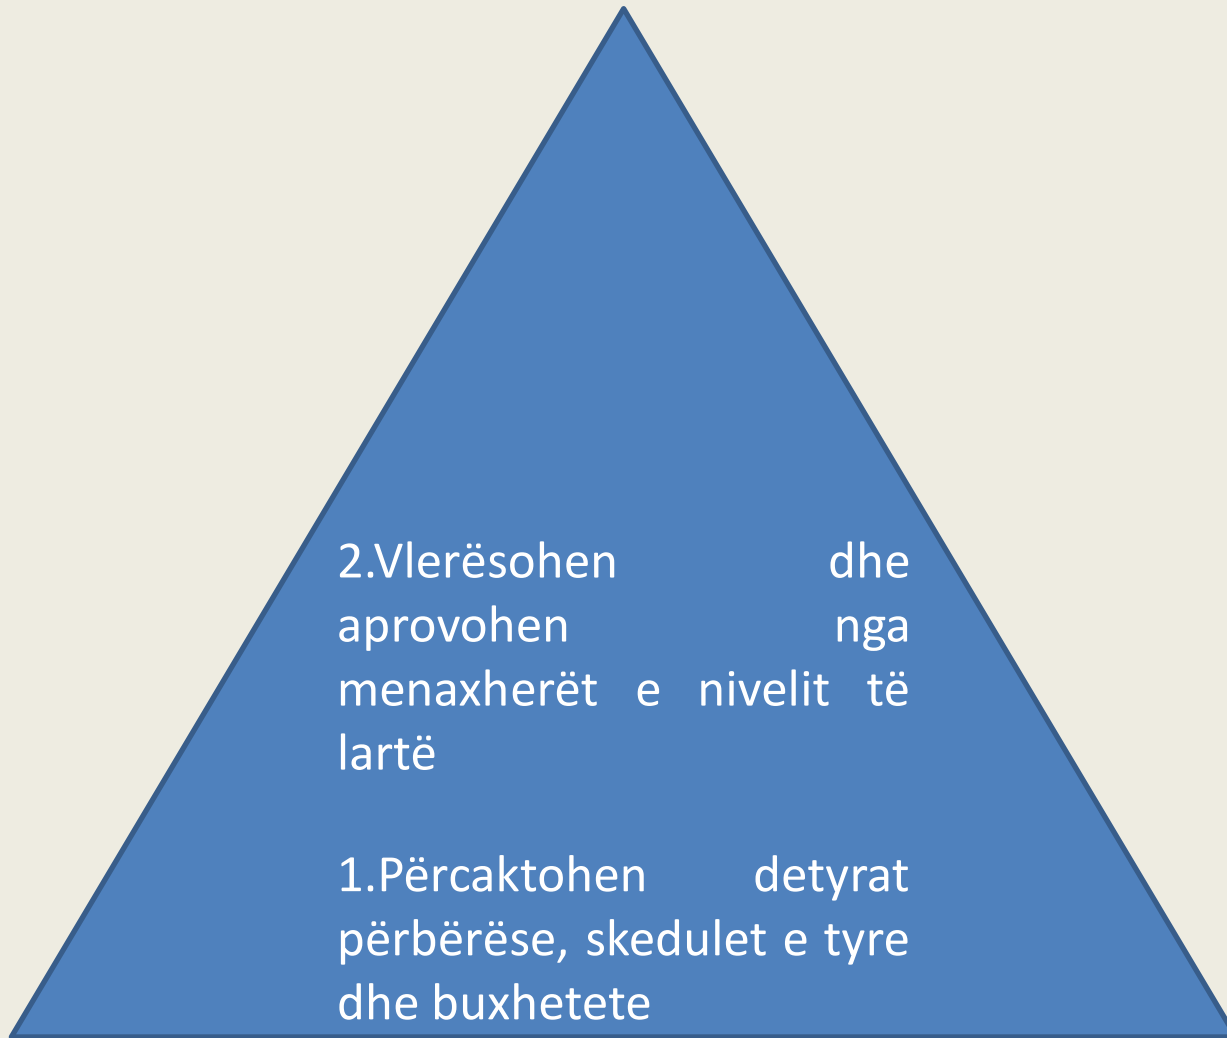 2.Vlerësohen dhe
aprovohen nga
menaxherët e nivelit të
lartë
1.Përcaktohen detyrat
përbërëse, skedulet e tyre
dhe buxhetete